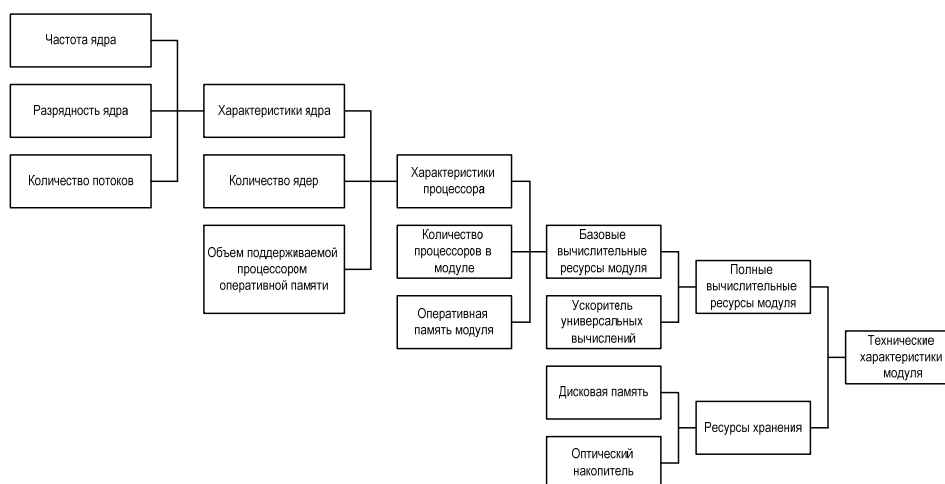 Частота ядра
Разрядность ядра
Характеристики ядра
Количество потоков
Количество ядер
Характеристики
процессора
Объем поддерживаемой
процессором
оперативной памяти
Количество
процессоров в
модуле
Базовые
вычислительные
ресурсы модуля
Полные
вычислительные
ресурсы модуля
Оперативная
память модуля
Ускоритель
универсальных
вычислений
Технические
характеристики
модуля
Дисковая память
Ресурсы хранения
Оптический
накопитель